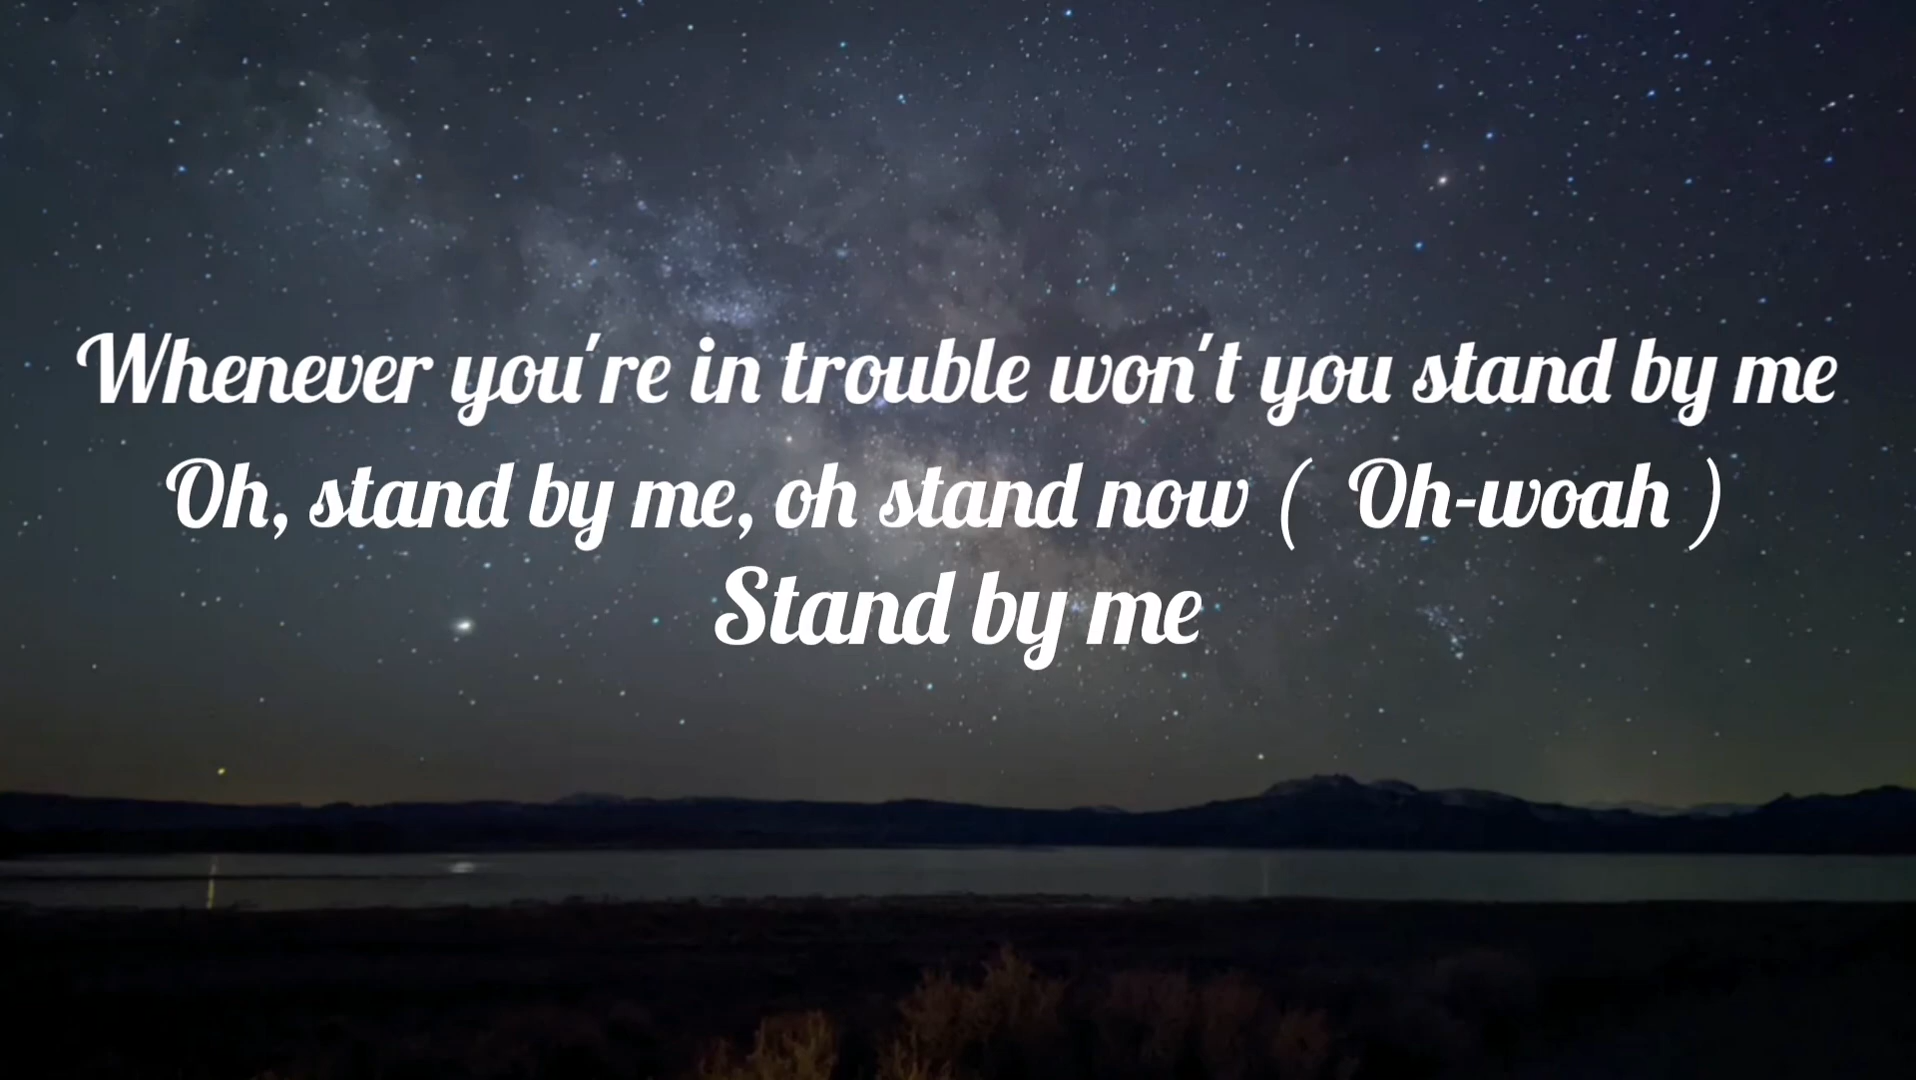 Whenever you're in trouble won't you stand by me
Oh, stand by me, oh stand now ( Oh-woah )
Stand by me